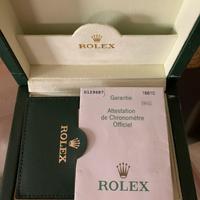 ROLEX
Garantie
Attestation
de Chronomètre
Officiel
ROLEX
ROLEX